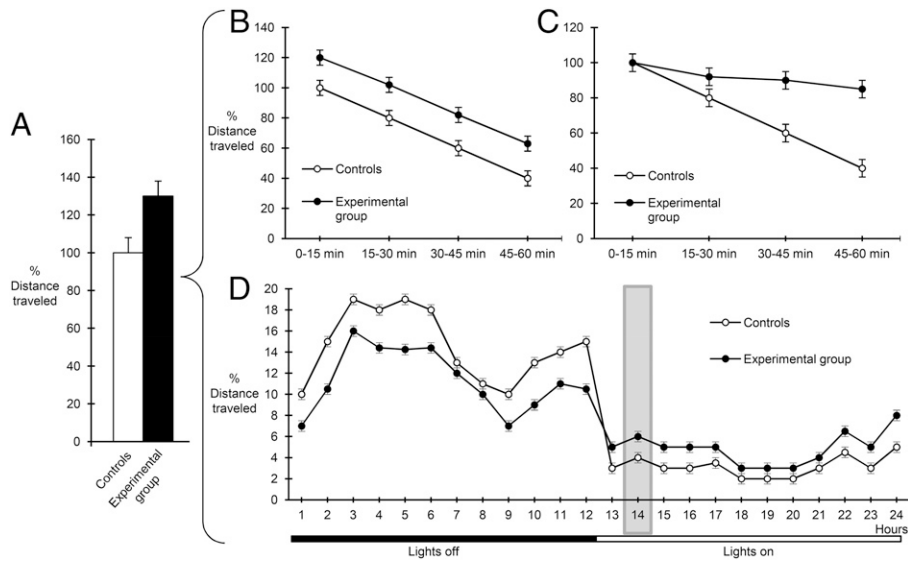 A
%
Distance
traveled
160
140
120
100
80
60
40
20
0
Controls
Experimental
group
B
%
Distance
traveled
140
120
100
80
60
40
20
0
Controls
Experimental
group
0-15 min 15-30 min 30-45 min 45-60 min
C
120
100
80
60
40
20
0
Controls
Experimental
group
0-15 min 15-30 min 30-45 min 45-60 min
D
%
Distance
traveled
20
18
16
14
12
10
8
6
4
2
0
Controls
Experimental group
1 2 3 4 5 6 7 8 9 10 11 12 13 14 15 16 17 18 19 20 21 22 23 24
Hours
Lights off Lights on